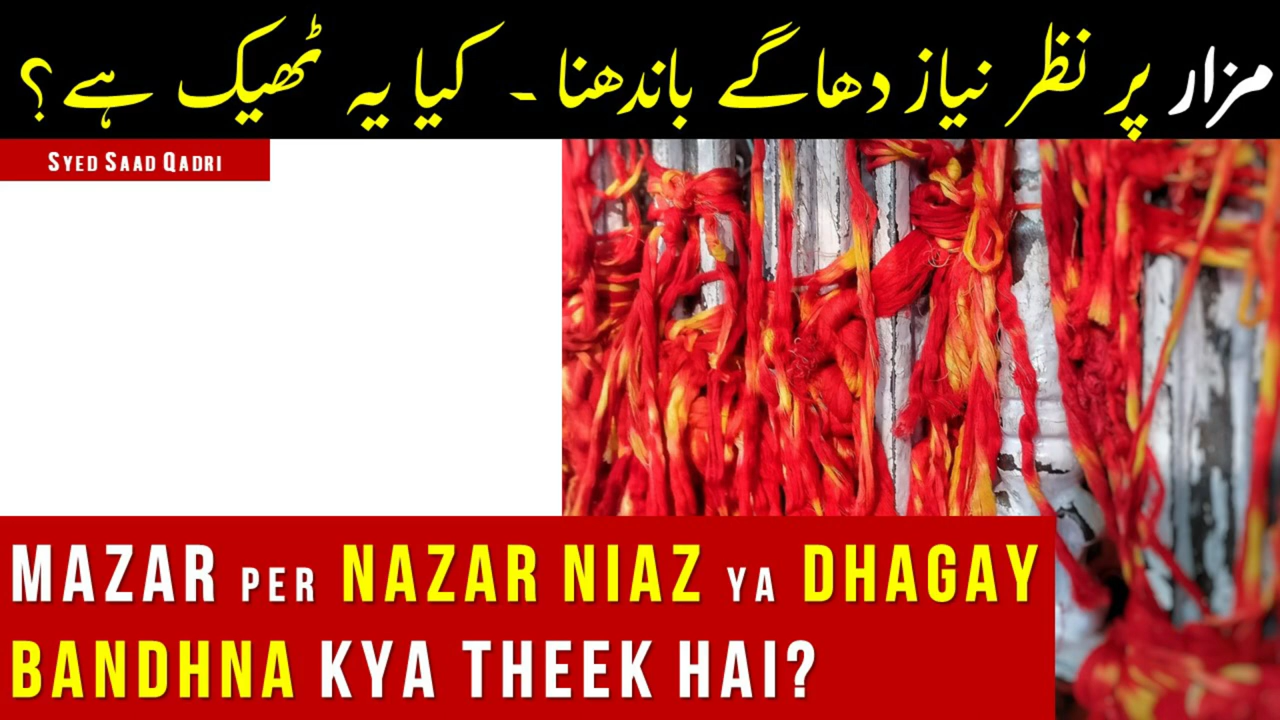 مزار پر نظر نیاز دھاگے باندھنا - کیا یہ ٹھیک ہے؟
SYED SAAD QADRI
MAZAR PER NAZAR NIAZ YA DHAGAY
BANDHNA KYA THEEK HAI?